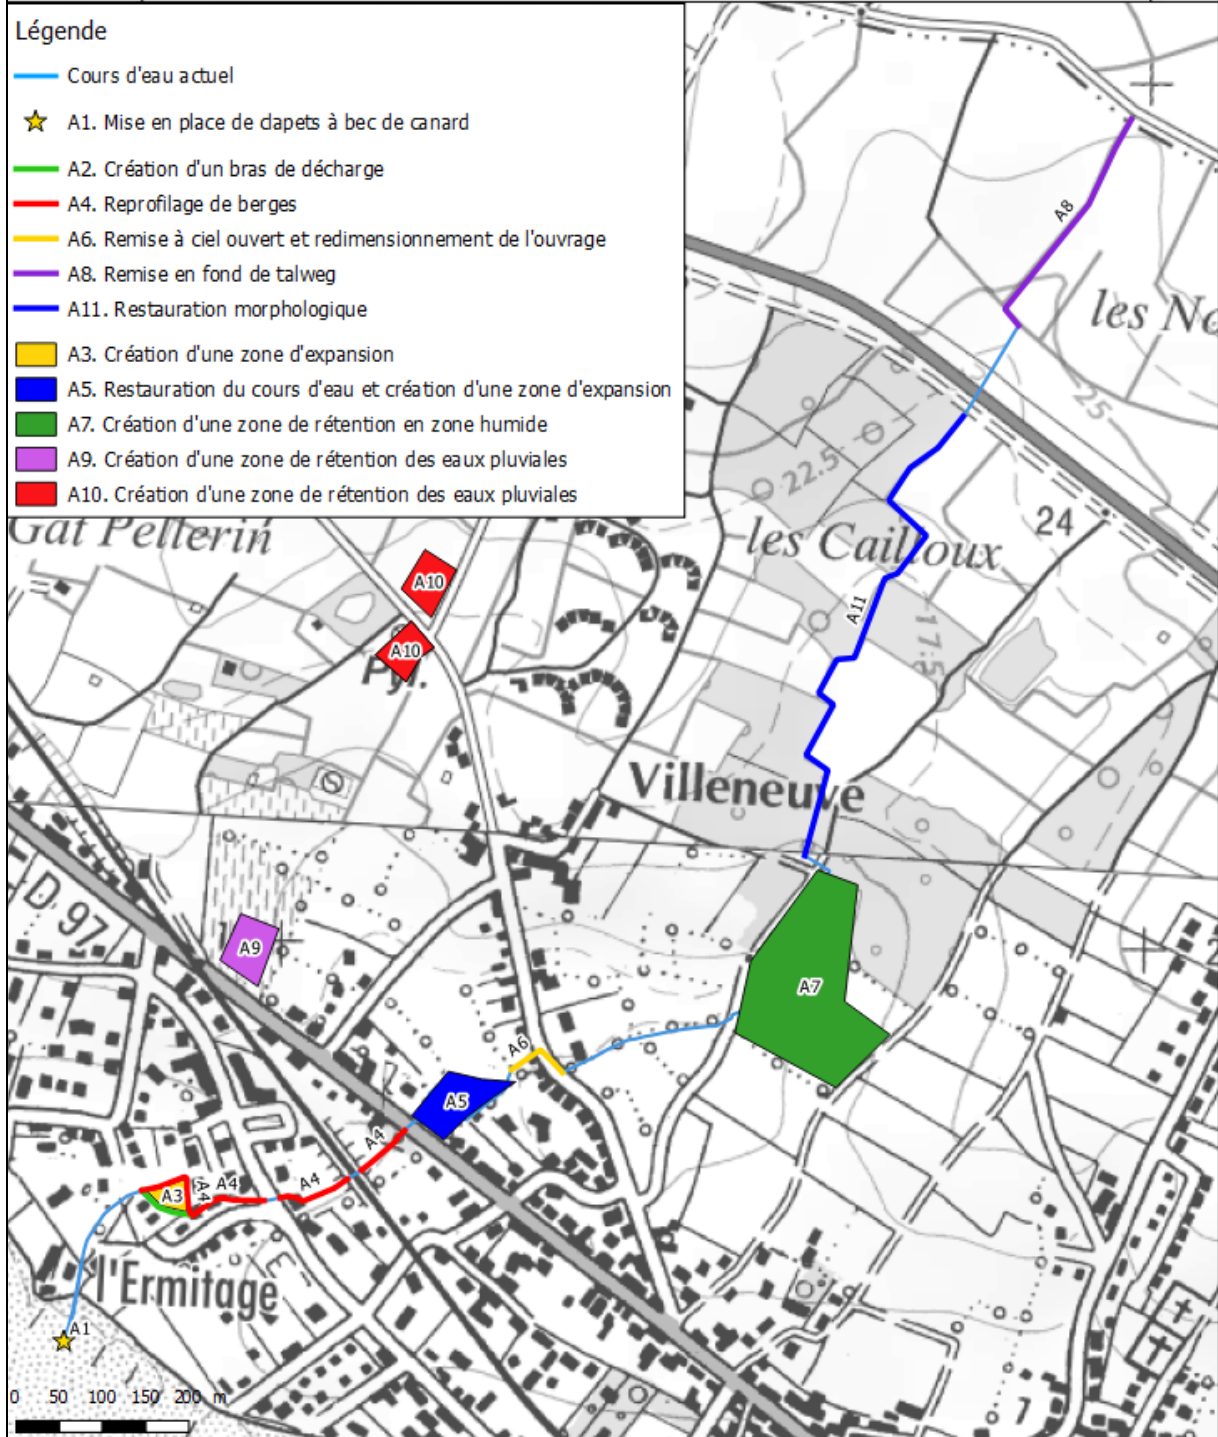 Légende
Cours d'eau actuel
A1. Mise en place de clapets à bec de canard
A2. Création d'un bras de décharge
A4. Reprofilage de berges
A6. Remise à ciel ouvert et redimensionnement de l'ouvrage
A8. Remise en fond de talweg
A11. Restauration morphologique
A3. Création d'une zone d'expansion
A5. Restauration du cours d'eau et création d'une zone d'expansion
A7. Création d'une zone de rétention en zone humide
A9. Création d'une zone de rétention des eaux pluviales
A10. Création d'une zone de rétention des eaux pluviales
A8
les No
25
22.5
24
les Cailloux
Gat Pellerin
A10
A10
Pyl.
A11
17.5
Villeneuve
D 97
A9
A7
A6
A5
A4
A4
A4
A4
A3
l'Ermitage
A1
0 50 100 150 200 m